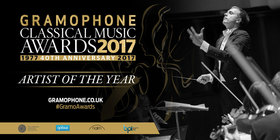 GRAMOPHONE
CLASSICAL MUSIC
AWARDS 2017
1977 40TH ANNIVERSARY 2017
ARTIST OF THE YEAR
GRAMOPHONE.CO.UK
#GramoAwards